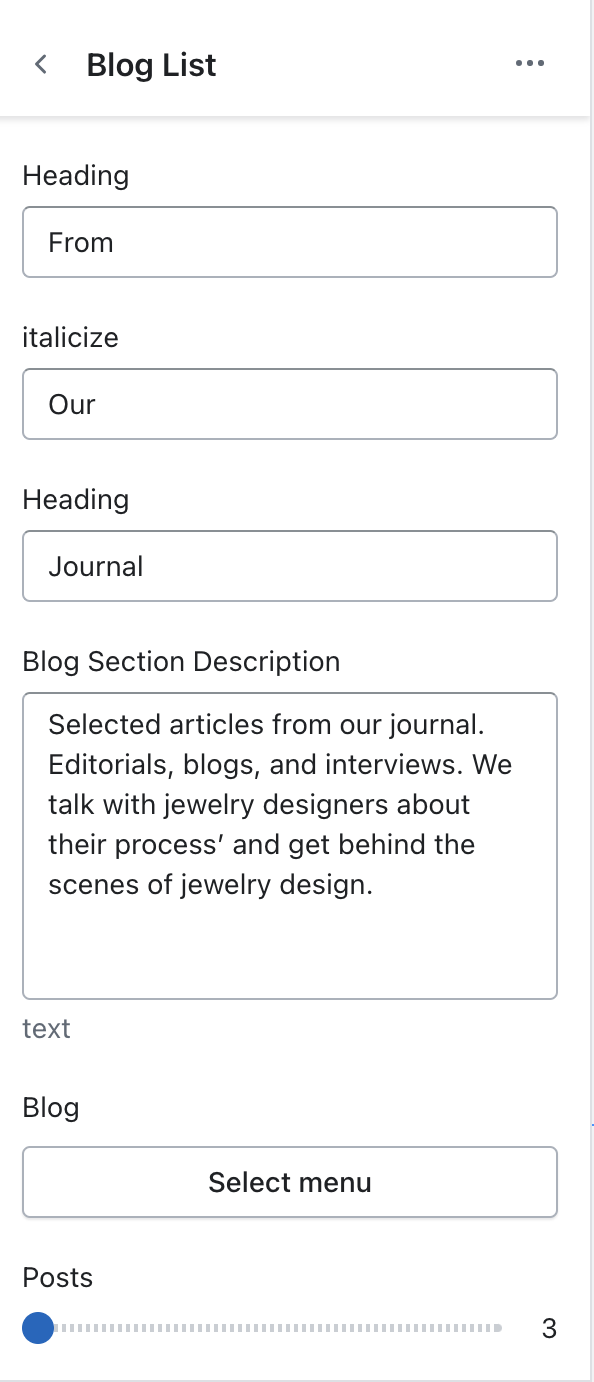 Blog List
Heading
From
italicize
Our
Heading
Journal
Blog Section Description
Selected articles from our journal.
Editorials, blogs, and interviews. We
talk with jewelry designers about
their process’ and get behind the
scenes of jewelry design.
text
Blog
Select menu
Posts
3